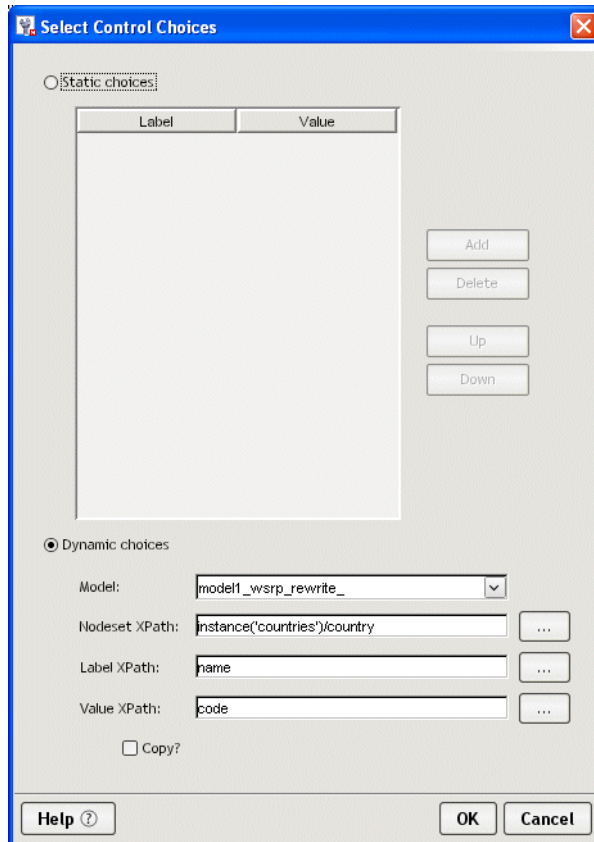 Select Control Choices
Static choices
Label Value
Add
Delete
Up
Down
Dynamic choices
Model: model1_wsrp_rewrite_
Nodeset XPath: instance('countries')/country ...
Label XPath: name ...
Value XPath: code ...
Copy?
Help ? OK Cancel